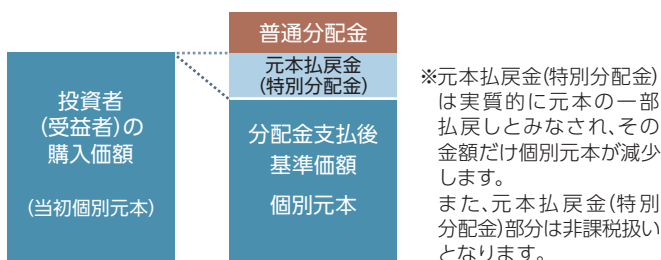 普通分配金
元本払戻金
(特別分配金)
投資者
(受益者)の
購入価額
(当初個別元本)
分配金支払後
基準価額
個別元本
※元本払戻金(特別分配金)
は実質的に元本の一部
払戻しとみなされ、その
金額だけ個別元本が減少
します。
また、元本払戻金(特別
分配金)部分は非課税扱い
となります。